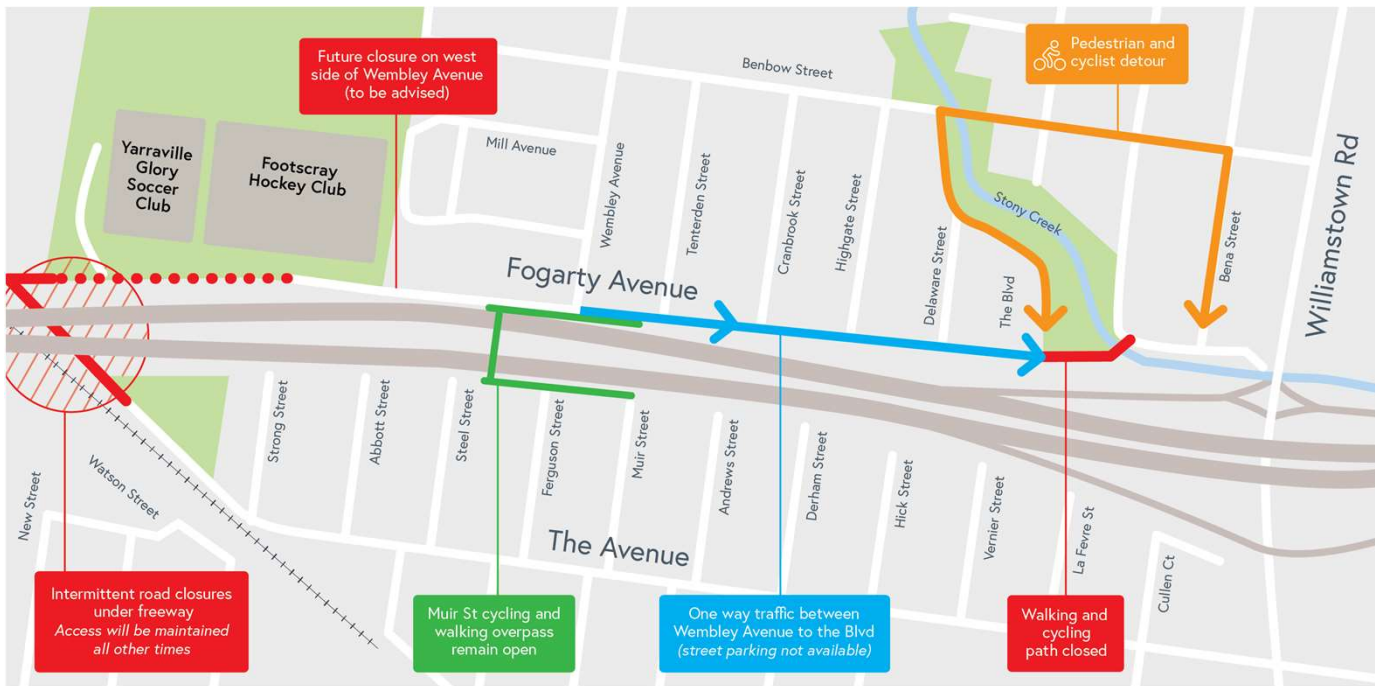 Future closure on west
side of Wembley Avenue
(to be advised)
Pedestrian and
cyclist detour
Benbow Street
Yarraville
Glory
Soccer
Club
Footscray
Hockey Club
Mill Avenue
Wembley Avenue
Tenterden Street
Cranbrook Street
Highgate Street
Delaware Street
The Blvd
Stony Creek
Bena Street
Williamstown Rd
Fogarty Avenue
New Street
Watson Street
Strong Street
Abbott Street
Steel Street
Ferguson Street
Muir Street
Andrews Street
Derham Street
Hick Street
Vernier Street
La Fevre St
Cullen Ct
The Avenue
Intermittent road closures
under freeway
Access will be maintained
all other times
Muir St cycling and
walking overpass
remain open
One way traffic between
Wembley Avenue to the Blvd
(street parking not available)
Walking and
cycling
path closed